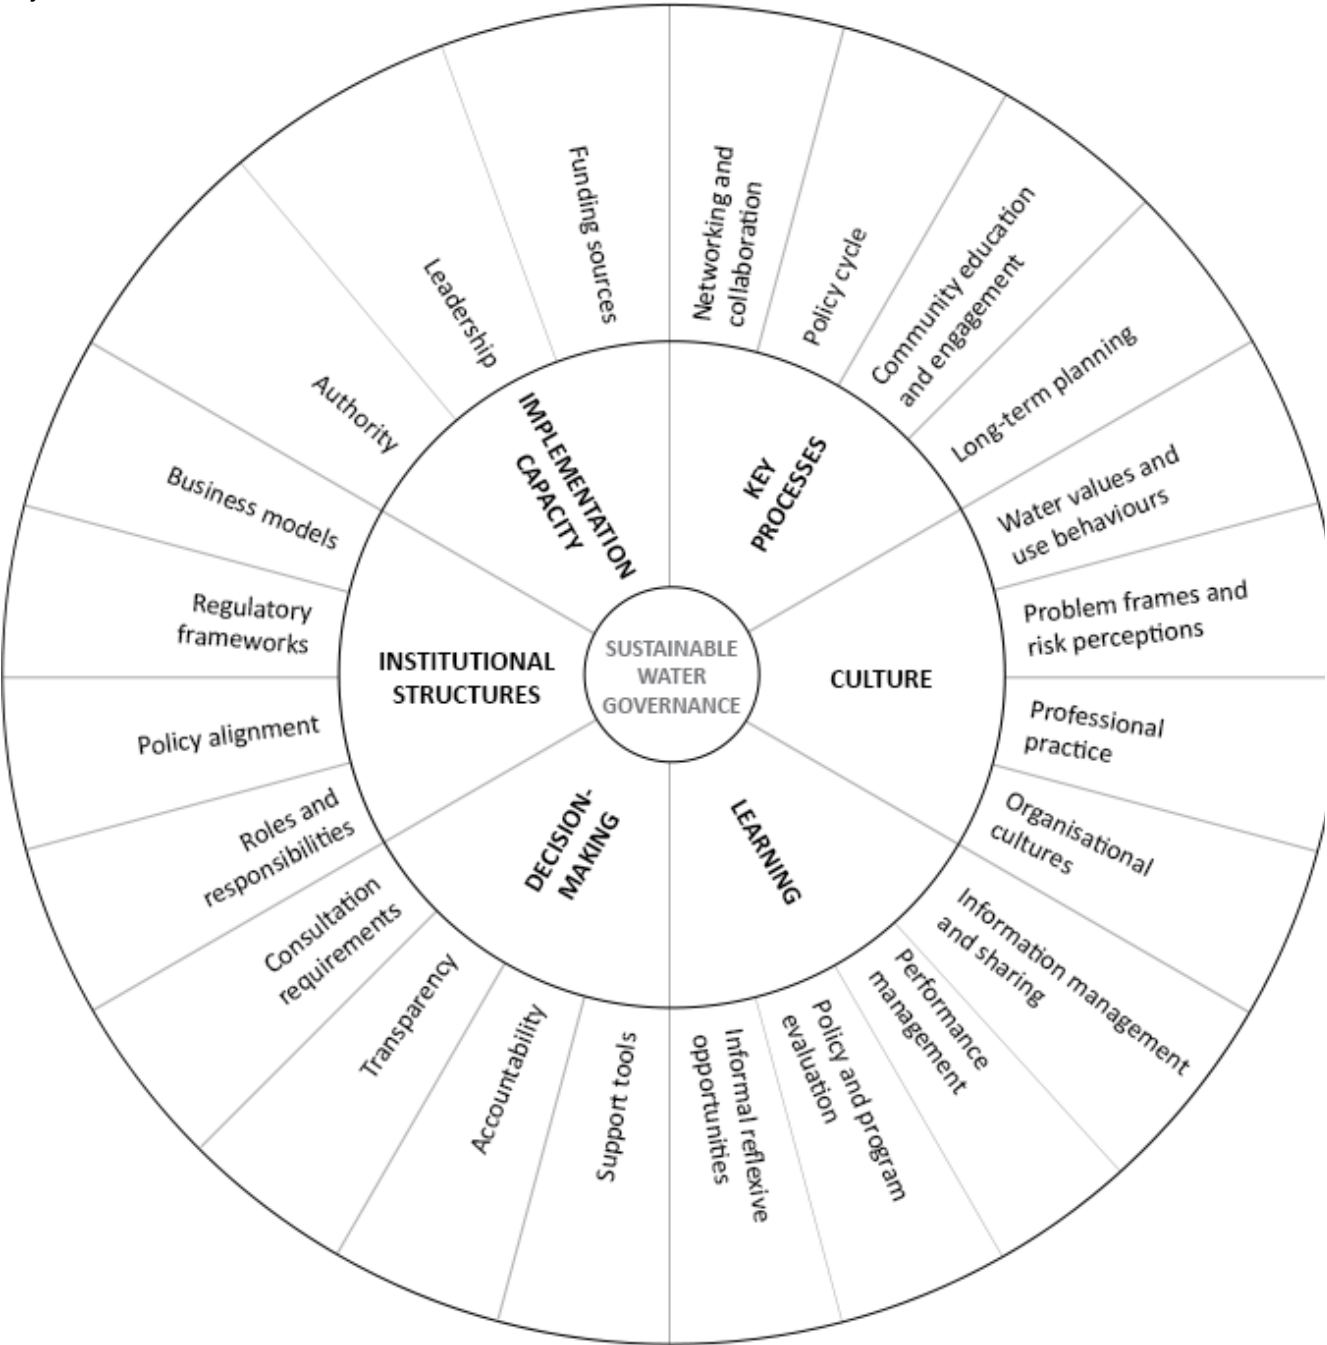 SUSTAINABLE
WATER
GOVERNANCE
KEY
PROCESSES
CULTURE
LEARNING
DECISION-
MAKING
INSTITUTIONAL
STRUCTURES
IMPLEMENTATION
CAPACITY
Networking and
collaboration
Policy cycle
Community education
and engagement
Long-term planning
Water values and
use behaviours
Problem frames and
risk perceptions
Professional
practice
Organisational
cultures
Information management
and sharing
Performance
management
Policy and program
evaluation
Informal reflexive
opportunities
Support tools
Accountability
Transparency
Consultation
requirements
Roles and
responsibilities
Policy alignment
Regulatory
frameworks
Business models
Authority
Leadership
Funding sources